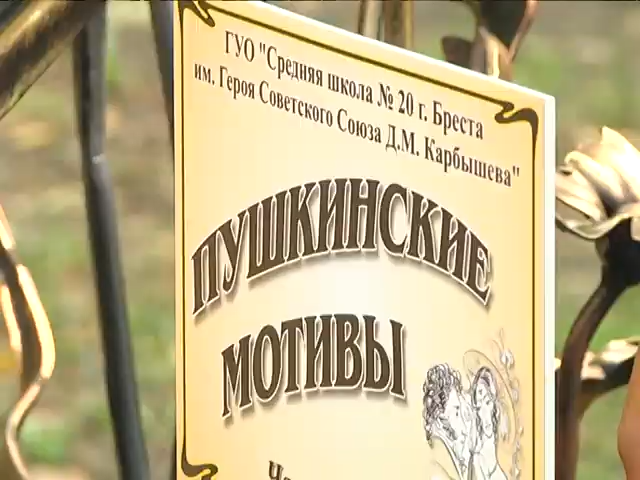 ГУО "Средняя школа № 20 г. Бреста
им. Героя Советского Союза Д.М. Карбышева"
ПУШКИНСКИЕ
МОТИВЫ